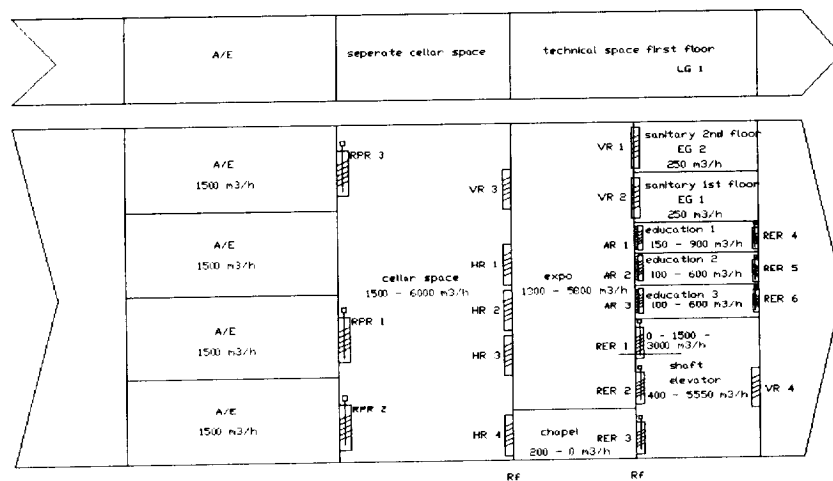 A/E
seperate cellar space
technical space first floor
LG 1
A/E
1500 m3/h
RPR 3
A/E
1500 m3/h
A/E
1500 m3/h
RPR 1
A/E
1500 m3/h
RPR 2
cellar space
1500 - 6000 m3/h
VR 3
HR 1
HR 2
HR 3
HR 4
expo
1300 - 5800 m3/h
chapel
200 - 0 m3/h
VR 1
VR 2
AR 1
AR 2
AR 3
RER 1
RER 2
RER 3
sanitary 2nd floor
EG 2
250 m3/h
sanitary 1st floor
EG 1
250 m3/h
education 1
150 - 900 m3/h
education 2
100 - 600 m3/h
education 3
100 - 600 m3/h
0 - 1500 -
3000 m3/h
shaft
elevator
400 - 5550 m3/h
RER 4
RER 5
RER 6
VR 4
Rf
Rf